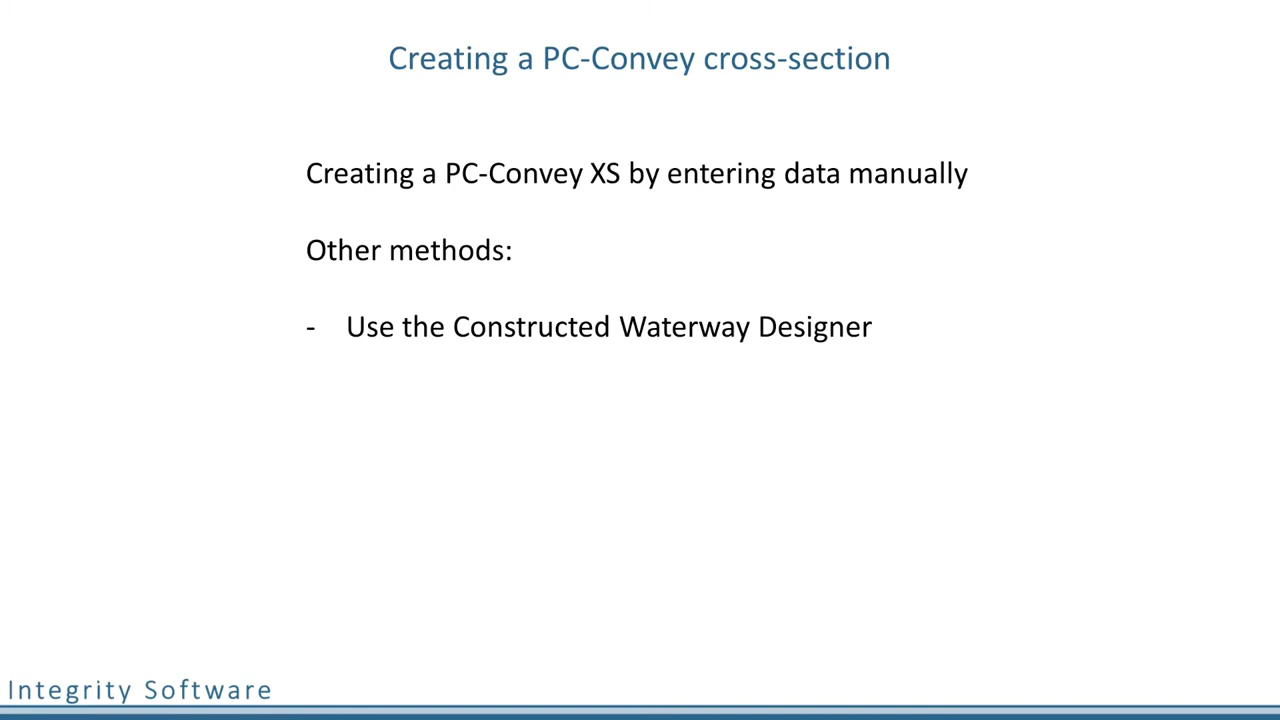 Creating a PC-Convey cross-section
Creating a PC-Convey XS by entering data manually
Other methods:
- Use the Constructed Waterway Designer
Integrity Software